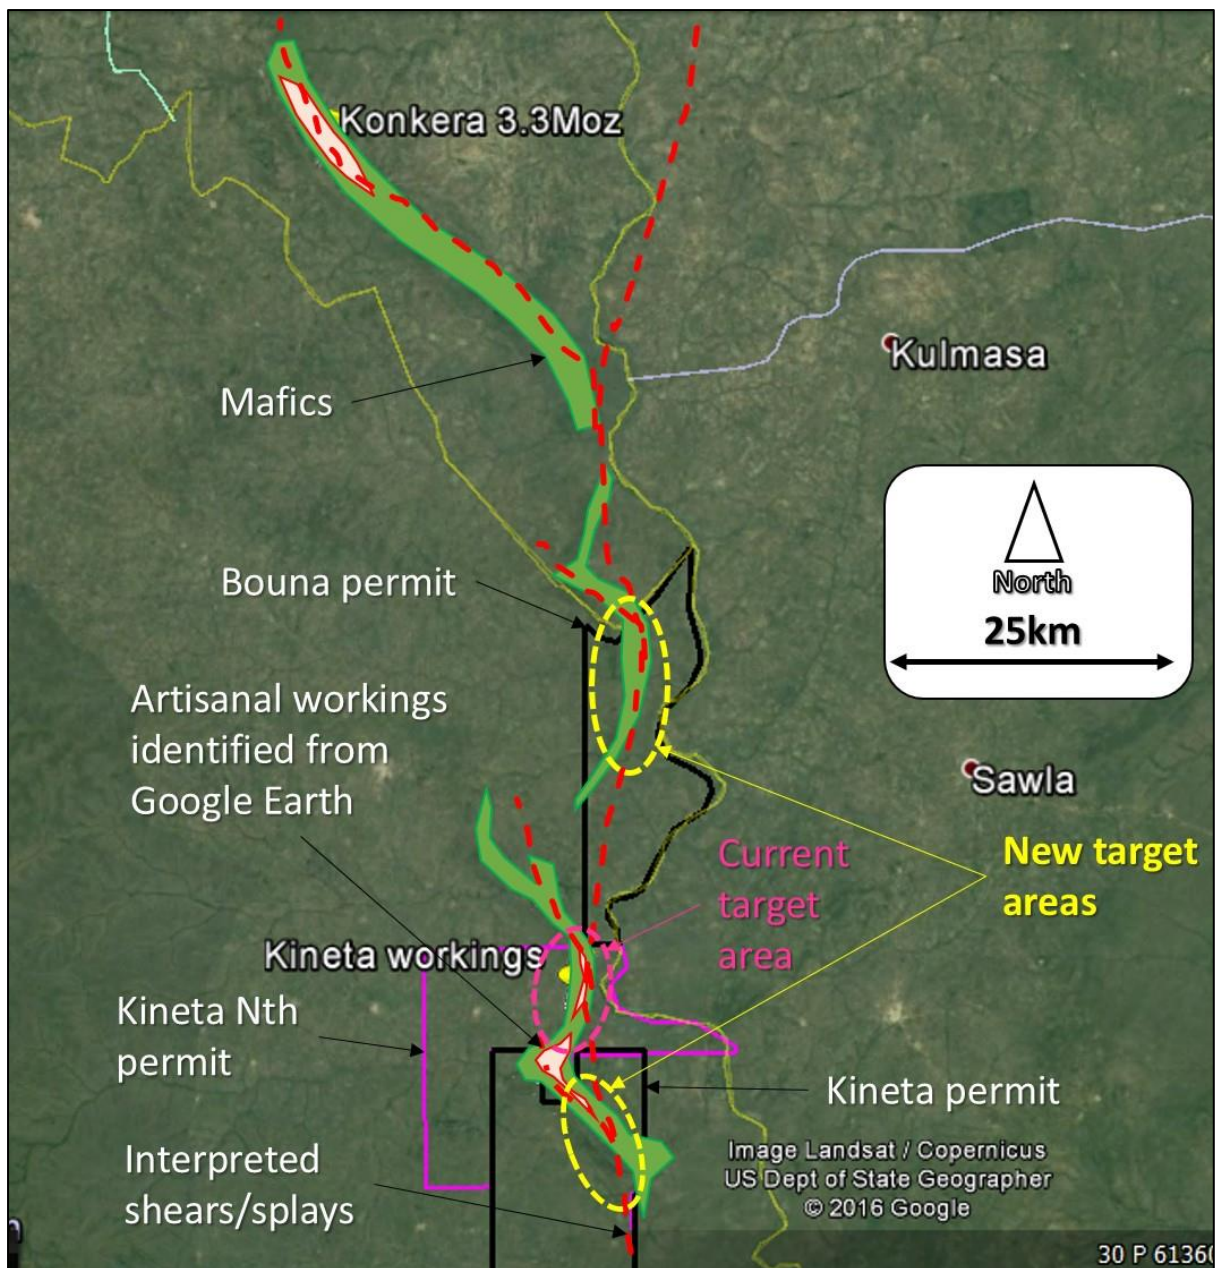 Konkera 3.3Moz
Kulmasa
Mafics
North
25km
Bouna permit
Artisanal workings
identified from
Google Earth
Sawla
Current
target
area
New target
areas
Kineta workings
Kineta Nth
permit
Kineta permit
Interpreted
shears/splays
Image Landsat / Copernicus
US Dept of State Geographer
© 2016 Google
30 P 6136